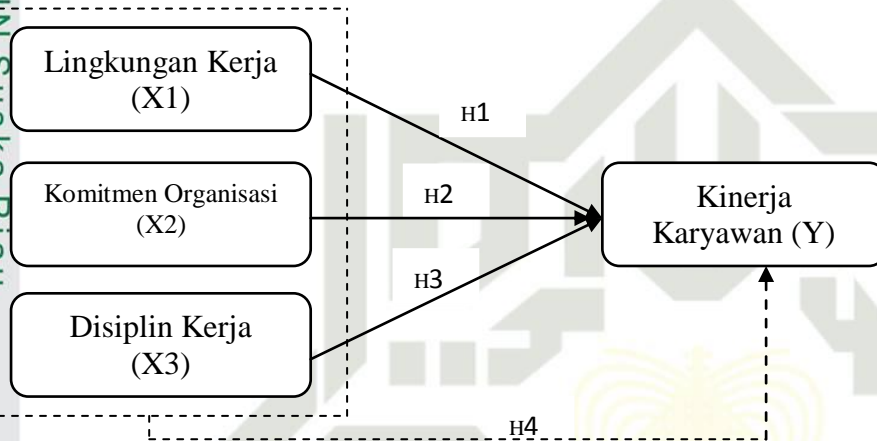 Lingkungan Kerja
(X1)
H1
Komitmen Organisasi
(X2)
H2
Kinerja
Karyawan (Y)
H3
Disiplin Kerja
(X3)
H4